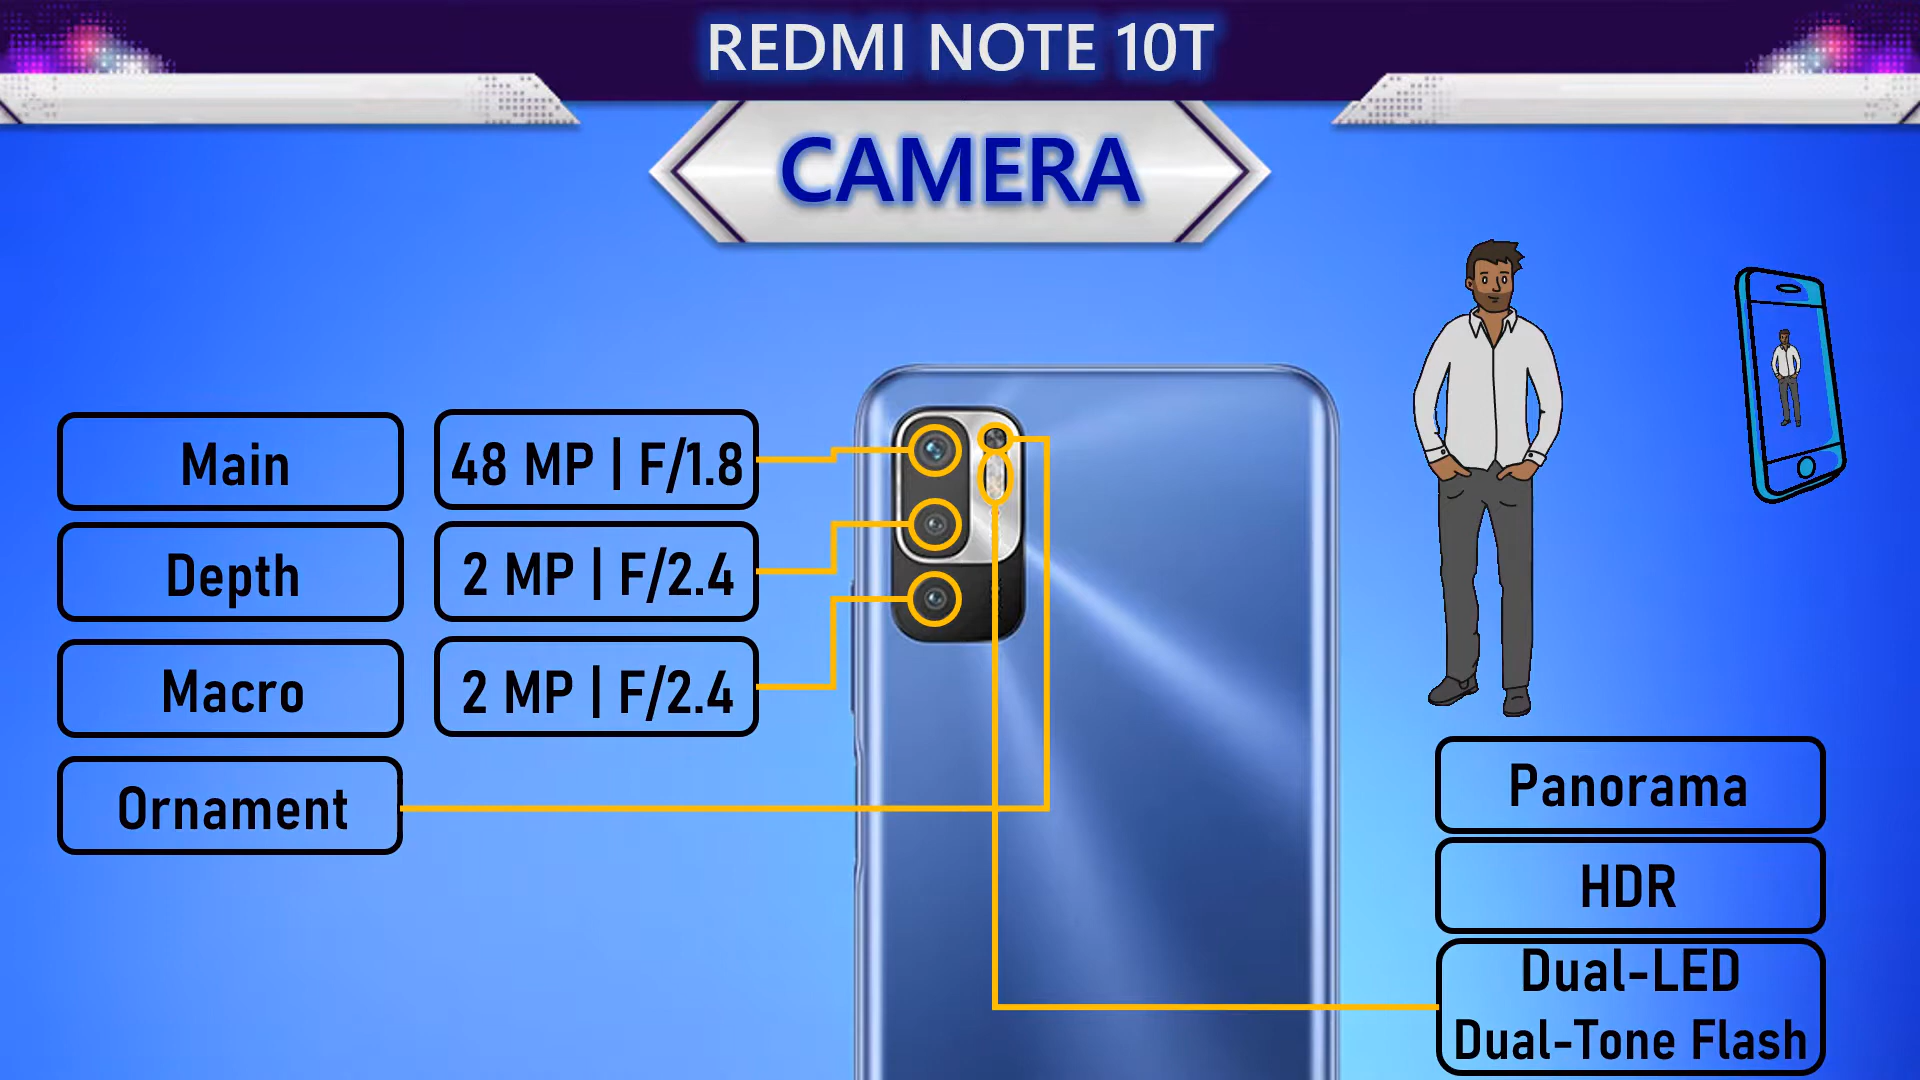 REDMI NOTE 10T
CAMERA
Main
48 MP | F/1.8
Depth
2 MP | F/2.4
Macro
2 MP | F/2.4
Ornament
Panorama
HDR
Dual-LED
Dual-Tone Flash